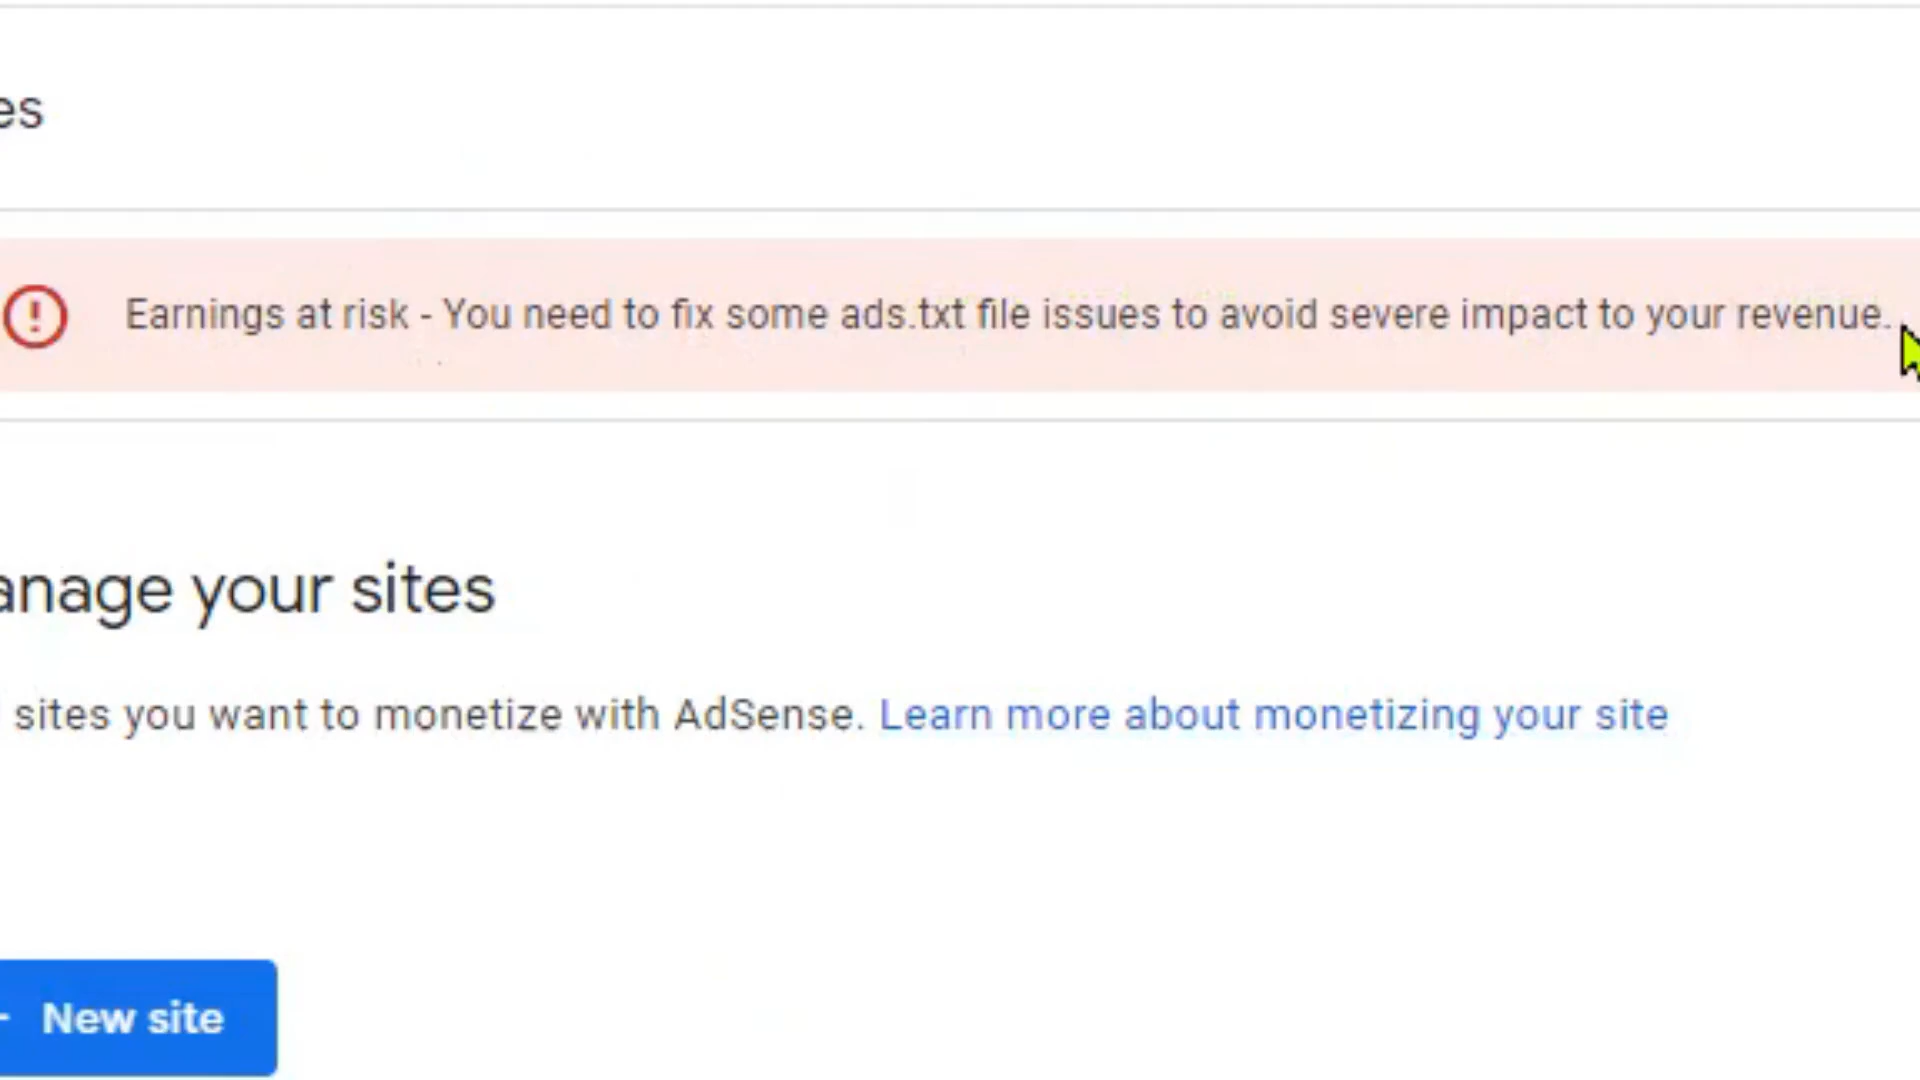 es
Earnings at risk - You need to fix some ads.txt file issues to avoid severe impact to your revenue.
anage your sites
sites you want to monetize with AdSense. Learn more about monetizing your site
New site